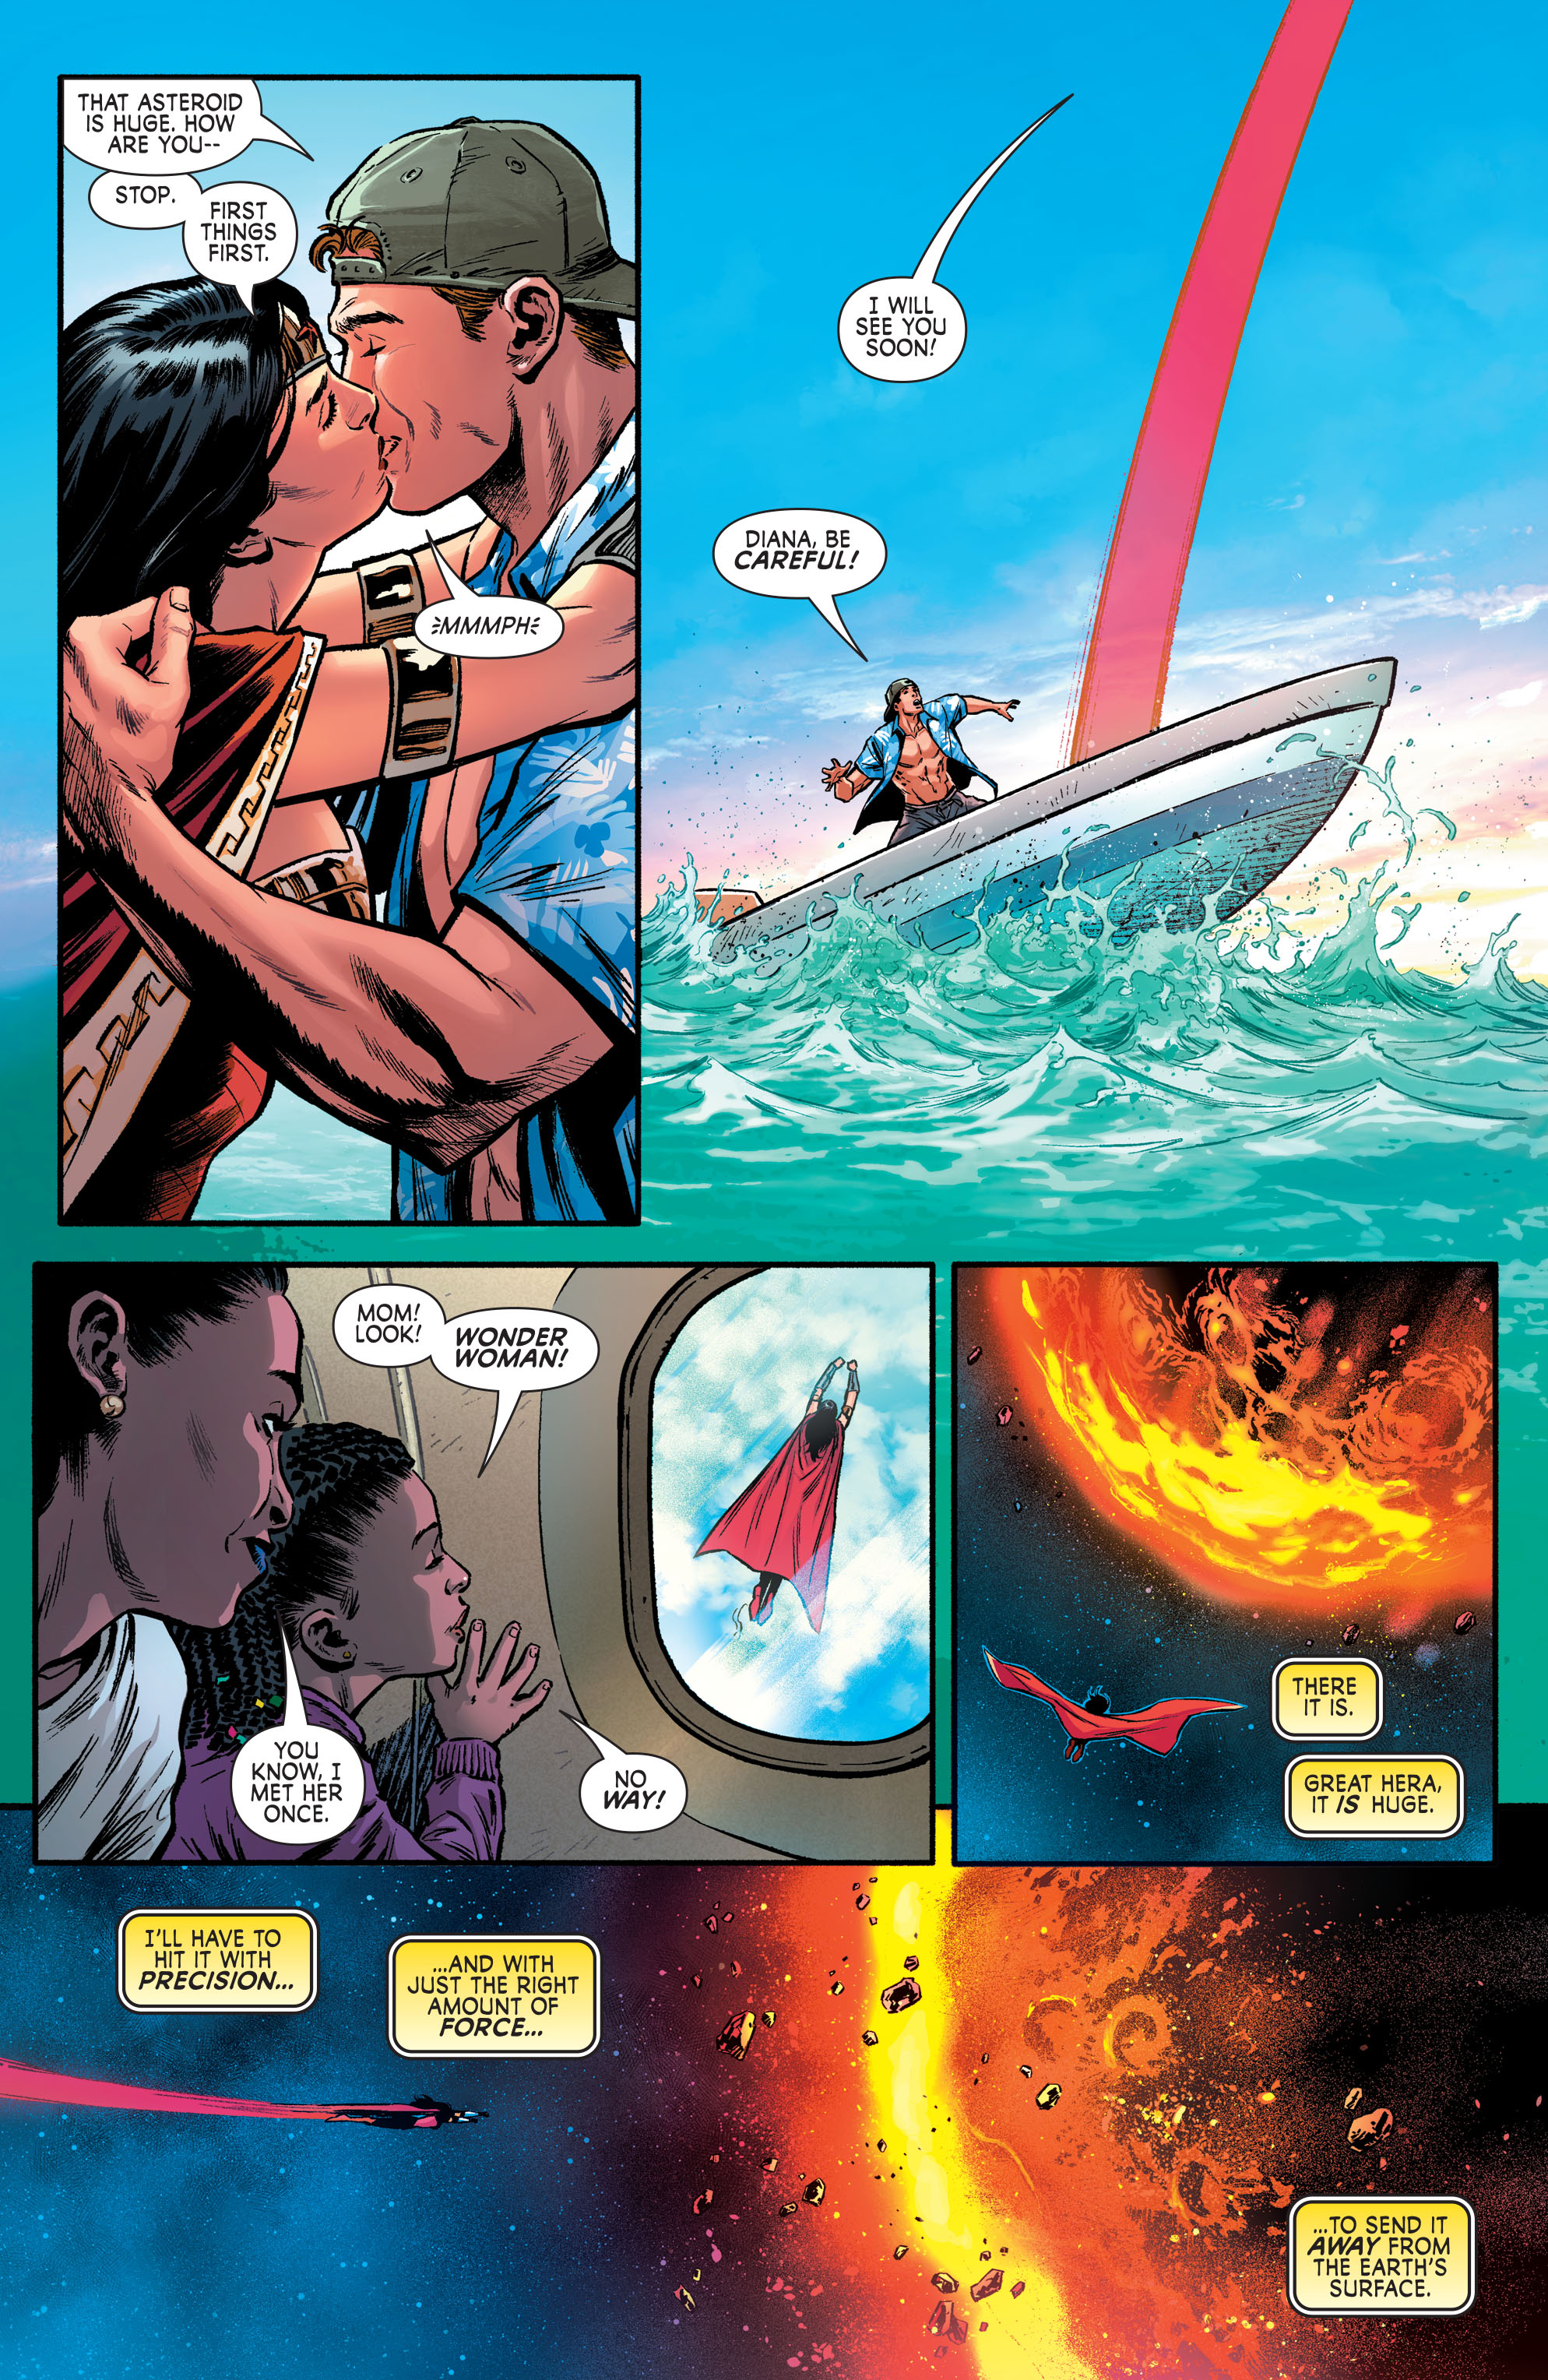 THAT ASTEROID
IS HUGE. HOW
ARE YOU--
STOP.
FIRST
THINGS
FIRST.
MMMPH
I WILL
SEE YOU
SOON!
DIANA, BE
CAREFUL!
MOM!
LOOK!
WONDER
WOMAN!
YOU
KNOW, I
MET HER
ONCE.
NO
WAY!
THERE
IT IS.
GREAT HERA,
IT IS HUGE.
I'LL HAVE TO
HIT IT WITH
PRECISION...
...AND WITH
JUST THE RIGHT
AMOUNT OF
FORCE...
...TO SEND IT
AWAY FROM
THE EARTH'S
SURFACE.